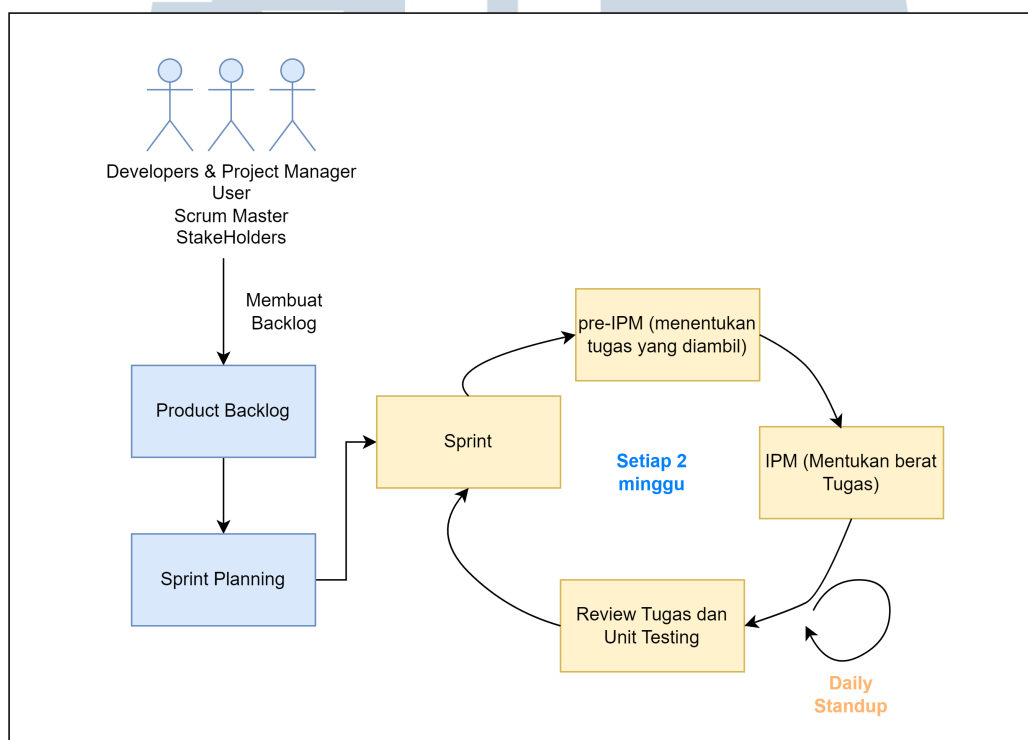 Developers & Project Manager
User
Scrum Master
StakeHolders
Membuat
Backlog
Product Backlog
Sprint Planning
Sprint
pre-IPM (menentukan
tugas yang diambil)
Setiap 2
minggu
IPM (Mentukan berat
Tugas)
Review Tugas dan
Unit Testing
Daily
Standup